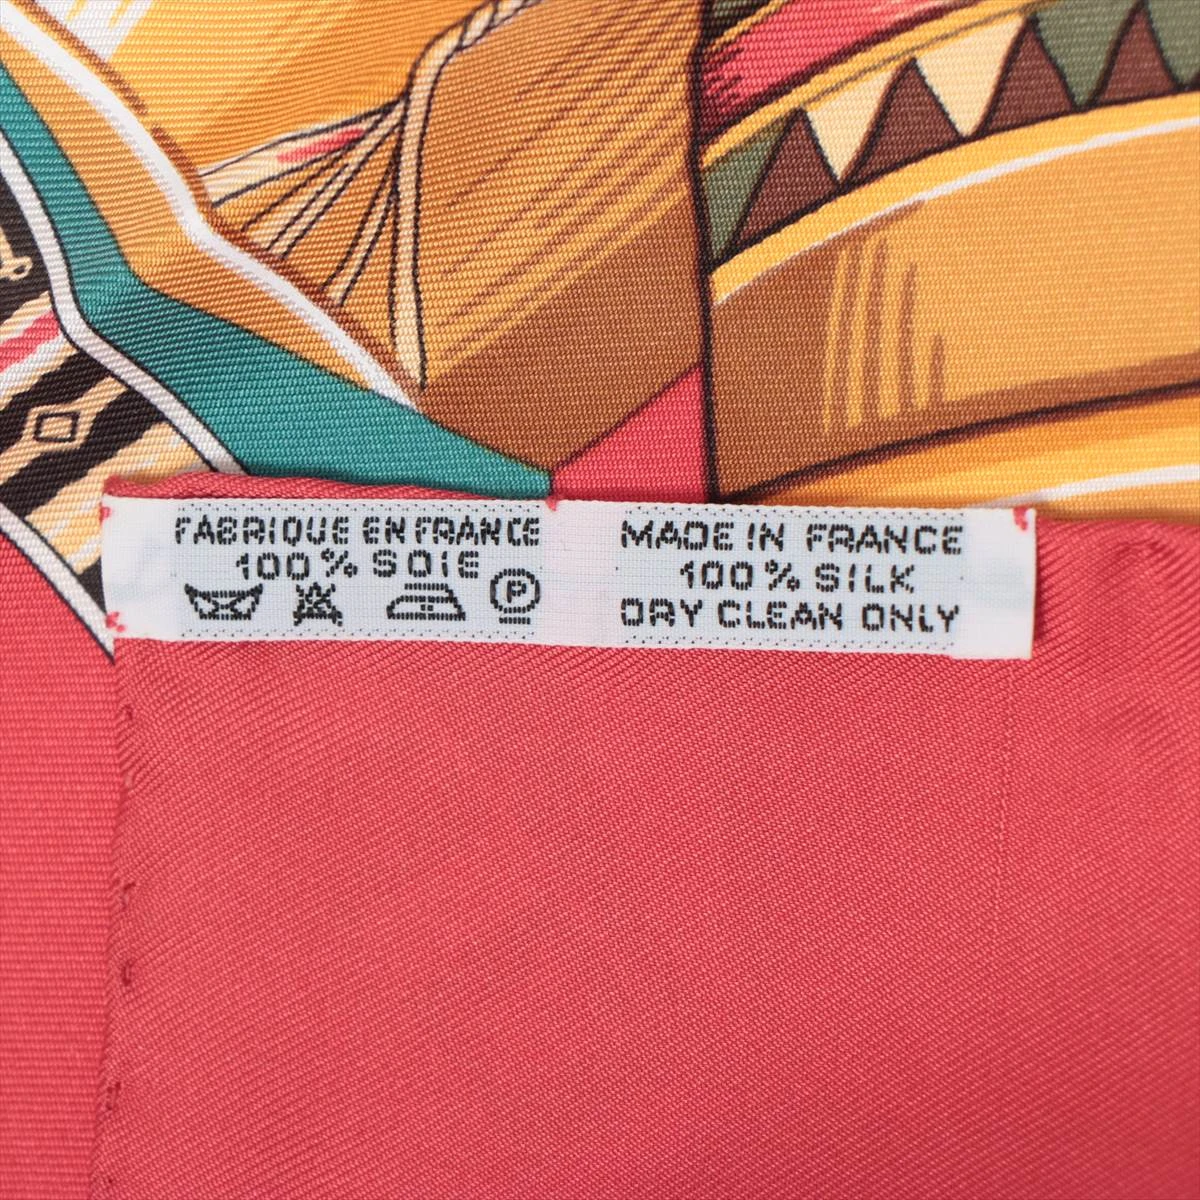 FABRIQUE EN FRANCE
100% SOIE
P
MADE IN FRANCE
100% SILK
DRY CLEAN ONLY